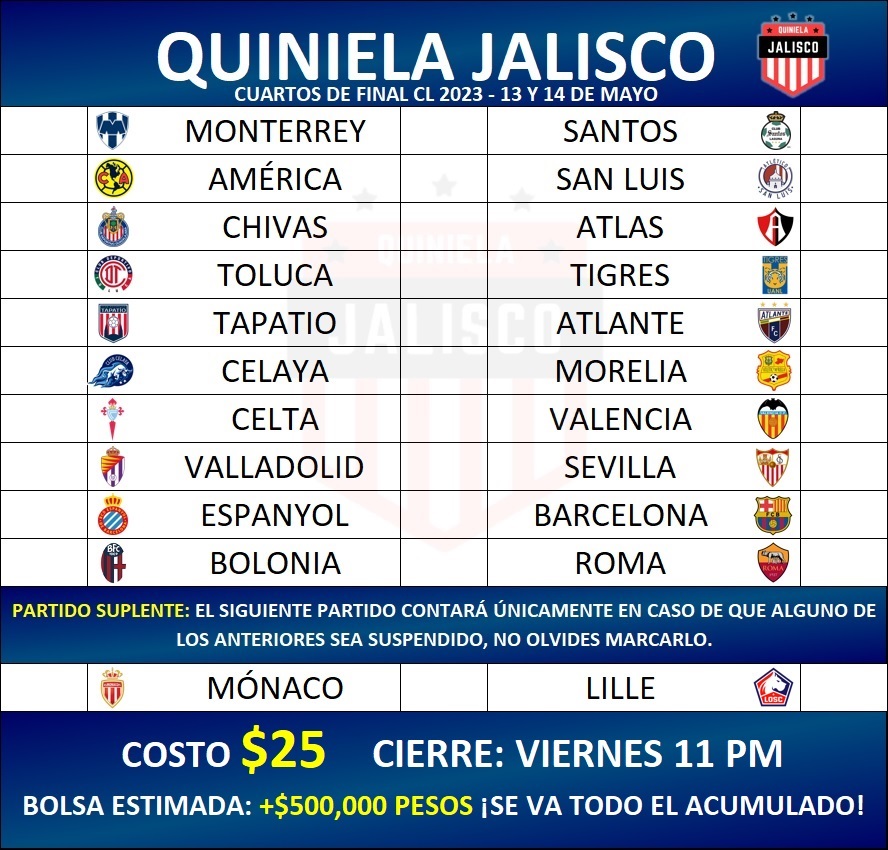 QUINIELA JALISCO
QUINIELA
JALISCO
CUARTOS DE FINAL CL 2023 - 13 Y 14 DE MAYO
MONTERREY SANTOS
AMÉRICA SAN LUIS
CHIVAS ATLAS
TOLUCA TIGRES
TAPATIO ATLANTE
CELAYA MORELIA
CELTA VALENCIA
VALLADOLID SEVILLA
ESPANYOL BARCELONA
BOLONIA ROMA
QUINIELA
JALISCO
PARTIDO SUPLENTE: EL SIGUIENTE PARTIDO CONTARÁ ÚNICAMENTE EN CASO DE QUE ALGUNO DE
LOS ANTERIORES SEA SUSPENDIDO, NO OLVIDES MARCARLO.
MÓNACO LILLE
COSTO $25 CIERRE: VIERNES 11 PM
BOLSA ESTIMADA: +$500,000 PESOS ¡SE VA TODO EL ACUMULADO!